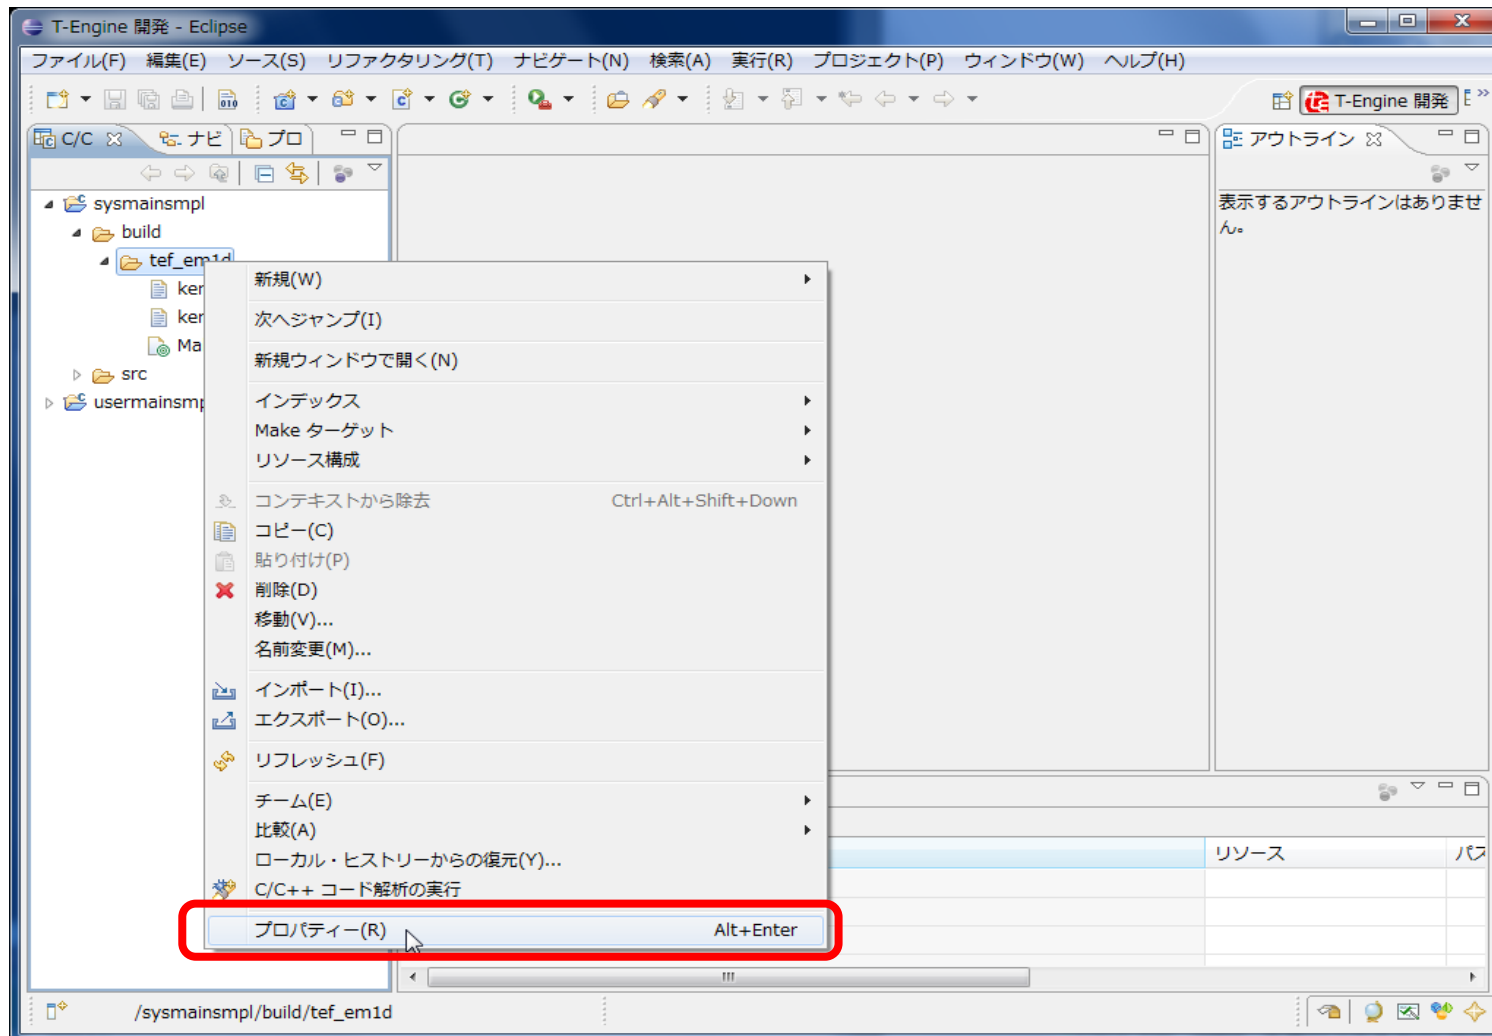 T-Engine 開発 - Eclipse
ファイル(F) 編集(E) ソース(S) リファクタリング(T) ナビゲート(N) 検索(A) 実行(R) プロジェクト(P) ウィンドウ(W) ヘルプ(H)
010
T-Engine 開発
C/C ナビ プロ
アウトライン
表示するアウトラインはありませ
ん。
sysmainsmpl
build
tef_em1d
ker
ker
Ma
src
usermainsmp
新規(W)
次へジャンプ(I)
新規ウィンドウで開く(N)
インデックス
Make ターゲット
リソース構成
コンテキストから除去 Ctrl+Alt+Shift+Down
コピー(C)
貼り付け(P)
削除(D)
移動(V)...
名前変更(M)...
インポート(I)...
エクスポート(O)...
リフレッシュ(F)
チーム(E)
比較(A)
ローカル・ヒストリーからの復元(Y)...
C/C++ コード解析の実行
プロパティー(R) Alt+Enter
リソース パス
/sysmainsmpl/build/tef_em1d